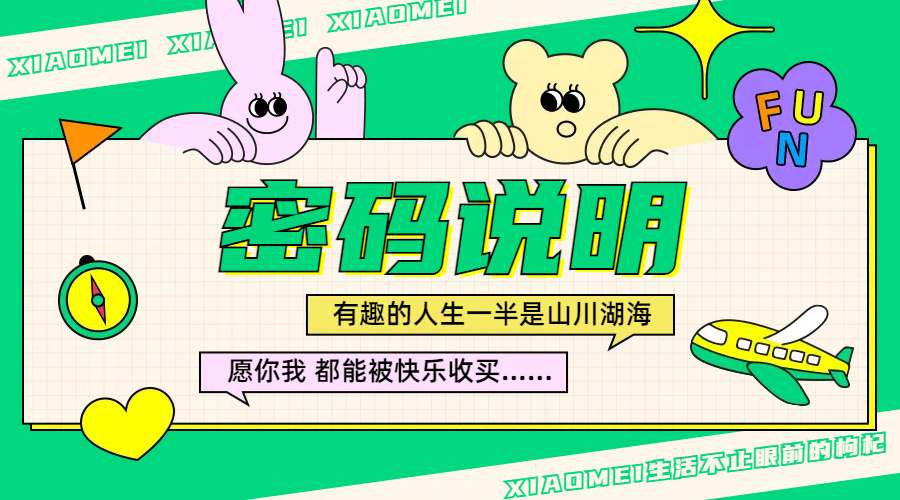 XIAOMEI XIAOMEI XIAOMEI
FUN
密码说明
有趣的人生一半是山川湖海
愿你我 都能被快乐收买......
XIAOMEI生活不止眼前的枸杞